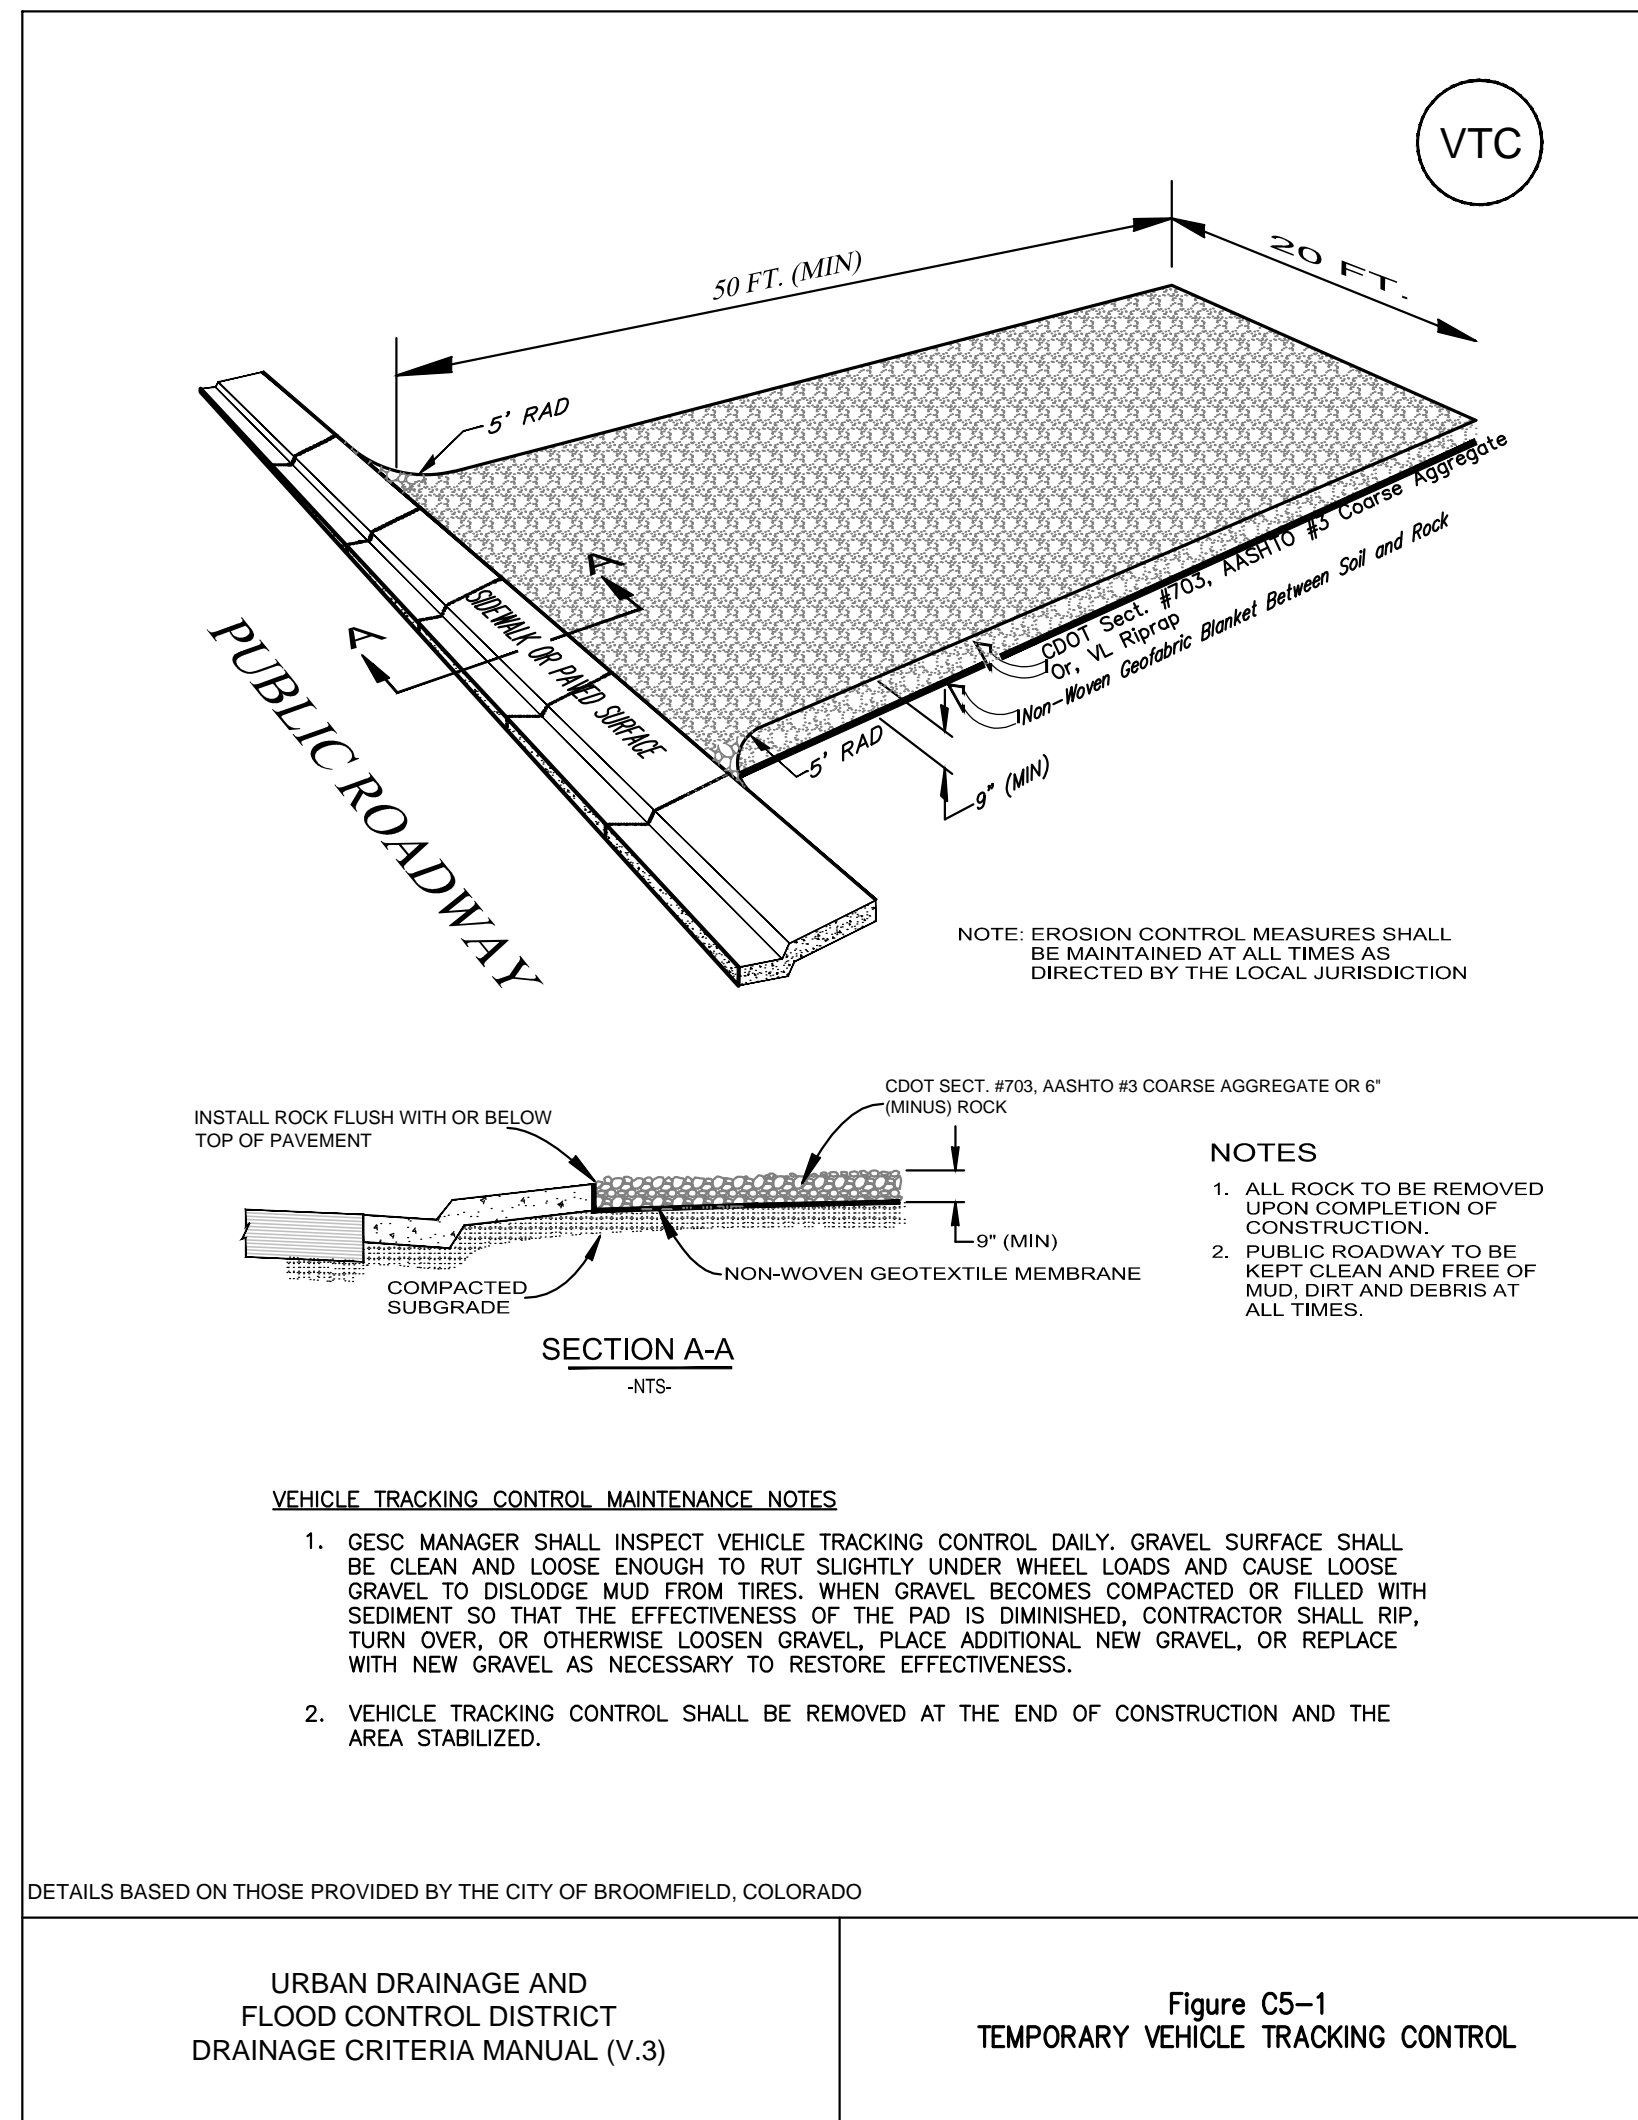 VTC
50 FT. (MIN)
20 FT.
5' RAD
A
A
SIDEWALK OR PAVED SURFACE
PUBLIC ROADWAY
CDOT Sect. #703, AASHTO #3 Coarse Aggregate
Or, VL Riprap
Non-Woven Geofabric Blanket Between Soil and Rock
5' RAD
9" (MIN)
NOTE: EROSION CONTROL MEASURES SHALL
BE MAINTAINED AT ALL TIMES AS
DIRECTED BY THE LOCAL JURISDICTION
CDOT SECT. #703, AASHTO #3 COARSE AGGREGATE OR 6"
(MINUS) ROCK
INSTALL ROCK FLUSH WITH OR BELOW
TOP OF PAVEMENT
9" (MIN)
NON-WOVEN GEOTEXTILE MEMBRANE
COMPACTED
SUBGRADE
SECTION A-A
-NTS-
NOTES
1. ALL ROCK TO BE REMOVED
UPON COMPLETION OF
CONSTRUCTION.
2. PUBLIC ROADWAY TO BE
KEPT CLEAN AND FREE OF
MUD, DIRT AND DEBRIS AT
ALL TIMES.
VEHICLE TRACKING CONTROL MAINTENANCE NOTES
1. GESC MANAGER SHALL INSPECT VEHICLE TRACKING CONTROL DAILY. GRAVEL SURFACE SHALL
BE CLEAN AND LOOSE ENOUGH TO RUT SLIGHTLY UNDER WHEEL LOADS AND CAUSE LOOSE
GRAVEL TO DISLODGE MUD FROM TIRES. WHEN GRAVEL BECOMES COMPACTED OR FILLED WITH
SEDIMENT SO THAT THE EFFECTIVENESS OF THE PAD IS DIMINISHED, CONTRACTOR SHALL RIP,
TURN OVER, OR OTHERWISE LOOSEN GRAVEL, PLACE ADDITIONAL NEW GRAVEL, OR REPLACE
WITH NEW GRAVEL AS NECESSARY TO RESTORE EFFECTIVENESS.
2. VEHICLE TRACKING CONTROL SHALL BE REMOVED AT THE END OF CONSTRUCTION AND THE
AREA STABILIZED.
DETAILS BASED ON THOSE PROVIDED BY THE CITY OF BROOMFIELD, COLORADO
URBAN DRAINAGE AND
FLOOD CONTROL DISTRICT
DRAINAGE CRITERIA MANUAL (V.3)
Figure C5-1
TEMPORARY VEHICLE TRACKING CONTROL